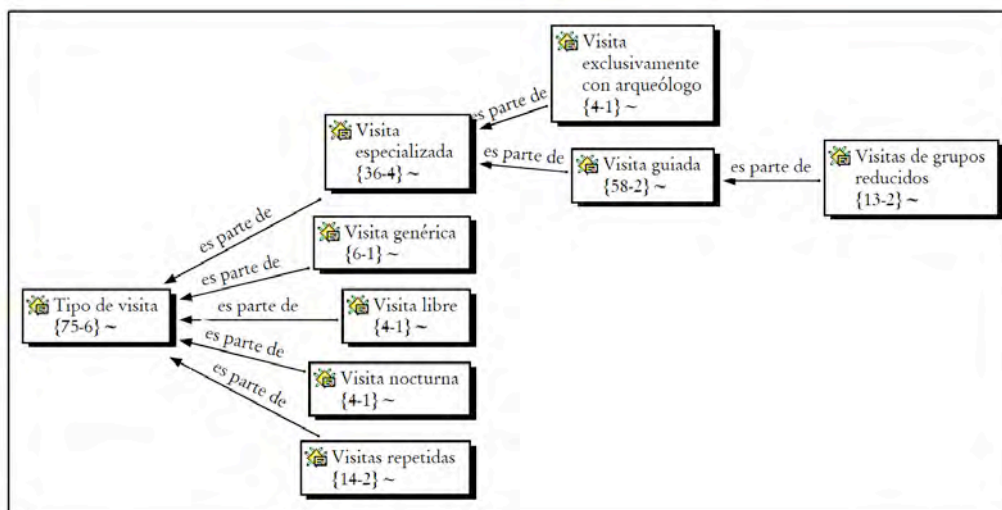 Visita
exclusivamente
con arqueólogo
{4-1} ~
es parte de
Visita
especializada
{36-4} ~
es parte de
Visita guiada
{58-2} ~
es parte de
Visitas de grupos
reducidos
{13-2} ~
es parte de
Visita genérica
{6-1} ~
es parte de
Tipo de visita
{75-6} ~
es parte de
Visita libre
{4-1} ~
es parte de
Visita nocturna
{4-1} ~
es parte de
Visitas repetidas
{14-2} ~